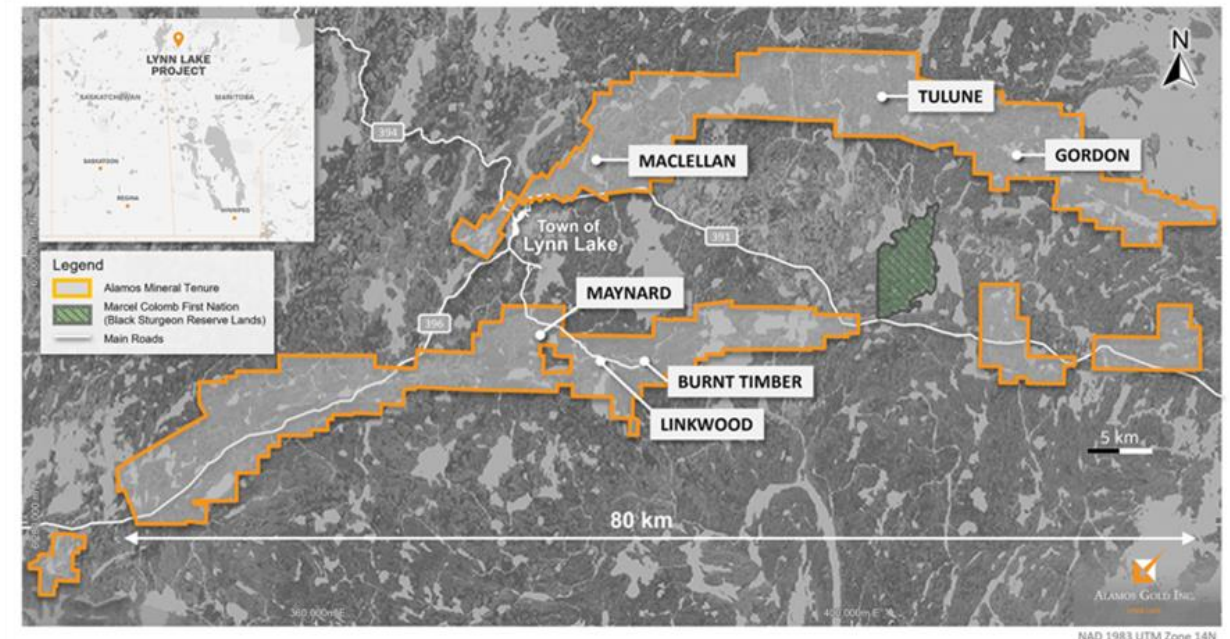 LYNN LAKE
PROJECT
SASKATCHEWAN
MANITOBA
SASKATOON
REGINA
WINNIPEG
Legend
Alamos Mineral Tenure
Marcel Colomb First Nation
(Black Sturgeon Reserve Lands)
Main Roads
N
394
TULUNE
MACLELLAN
GORDON
Town of
Lynn Lake
391
MAYNARD
396
BURNT TIMBER
LINKWOOD
5 km
80 km
ALAMOS GOLD INC.
NAD 1983 UTM Zone 14N